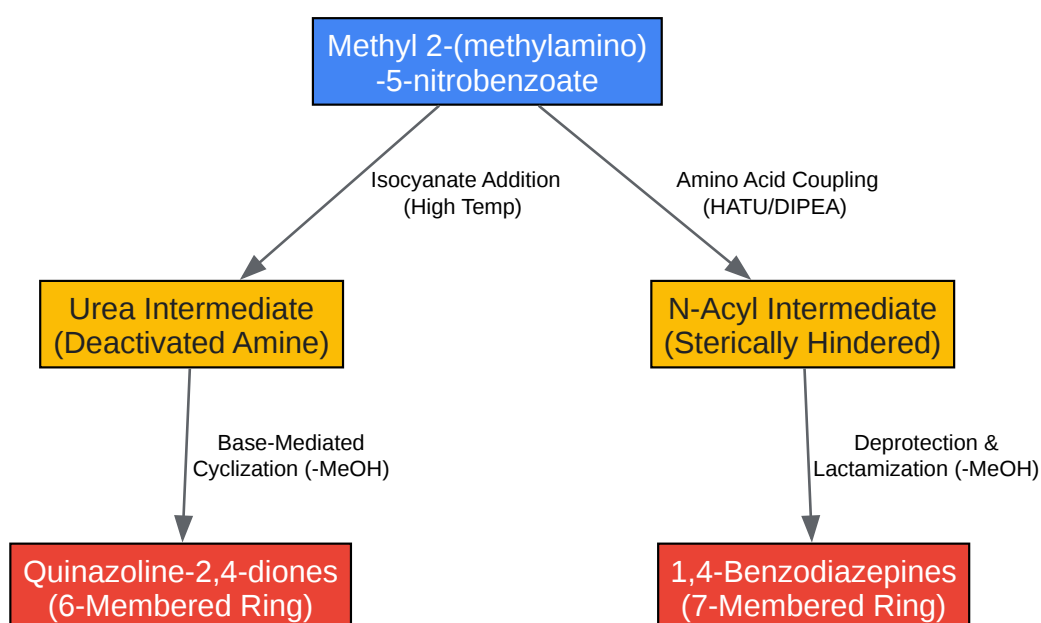 Methyl 2-(methylamino)
-5-nitrobenzoate
Isocyanate Addition
(High Temp)
Amino Acid Coupling
(HATU/DIPEA)
Urea Intermediate
(Deactivated Amine)
N-Acyl Intermediate
(Sterically Hindered)
Base-Mediated
Cyclization (-MeOH)
Deprotection &
Lactamization (-MeOH)
Quinazoline-2,4-diones
(6-Membered Ring)
1,4-Benzodiazepines
(7-Membered Ring)